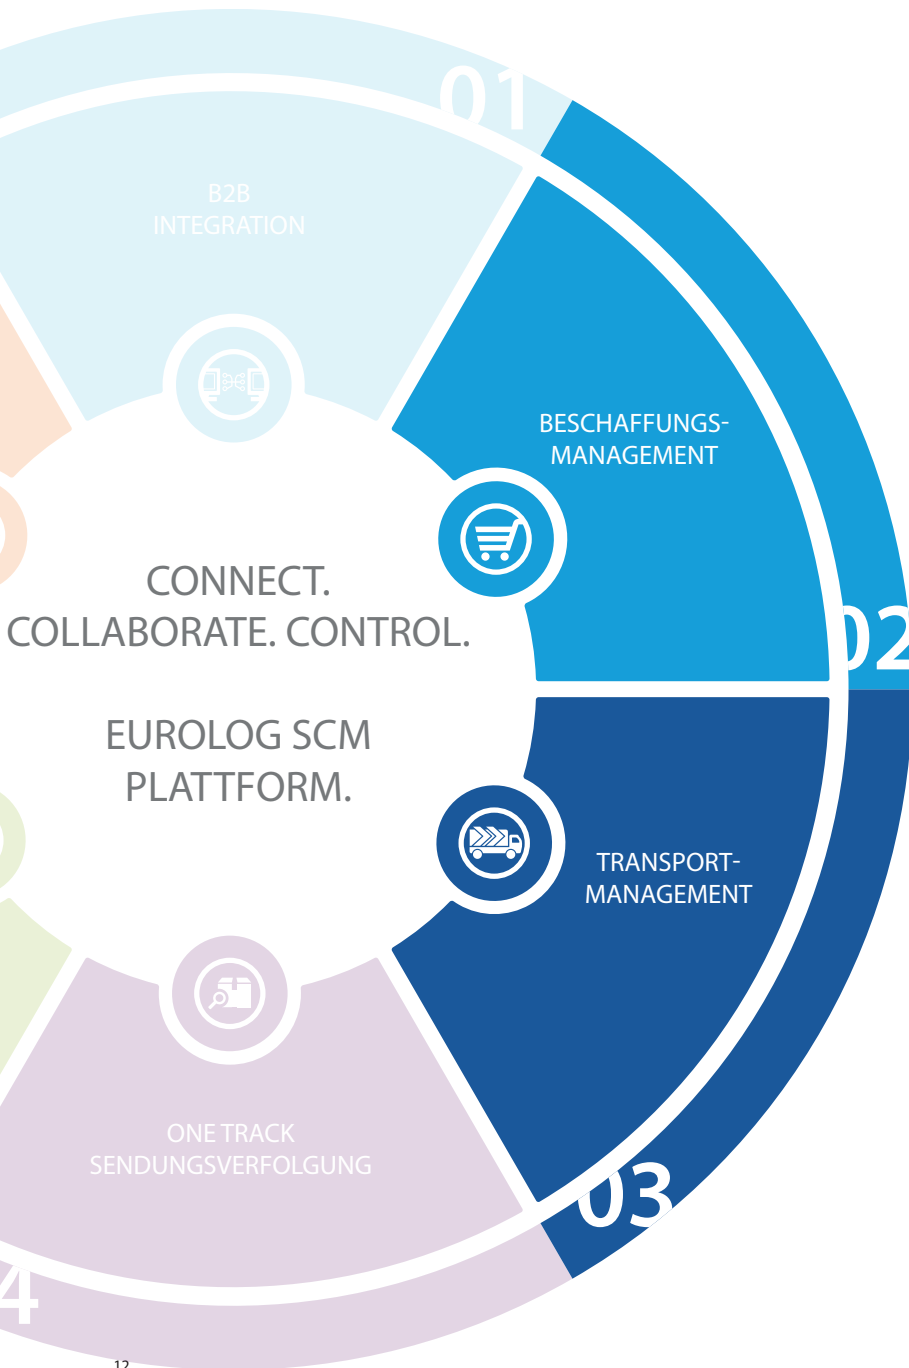 01
B2B
INTEGRATION
BESCHAFFUNGS-
MANAGEMENT
CONNECT.
COLLABORATE. CONTROL.
02
EUROLOG SCM
PLATTFORM.
TRANSPORT-
MANAGEMENT
ONE TRACK
SENDUNGSVERFOLGUNG
03
4
12